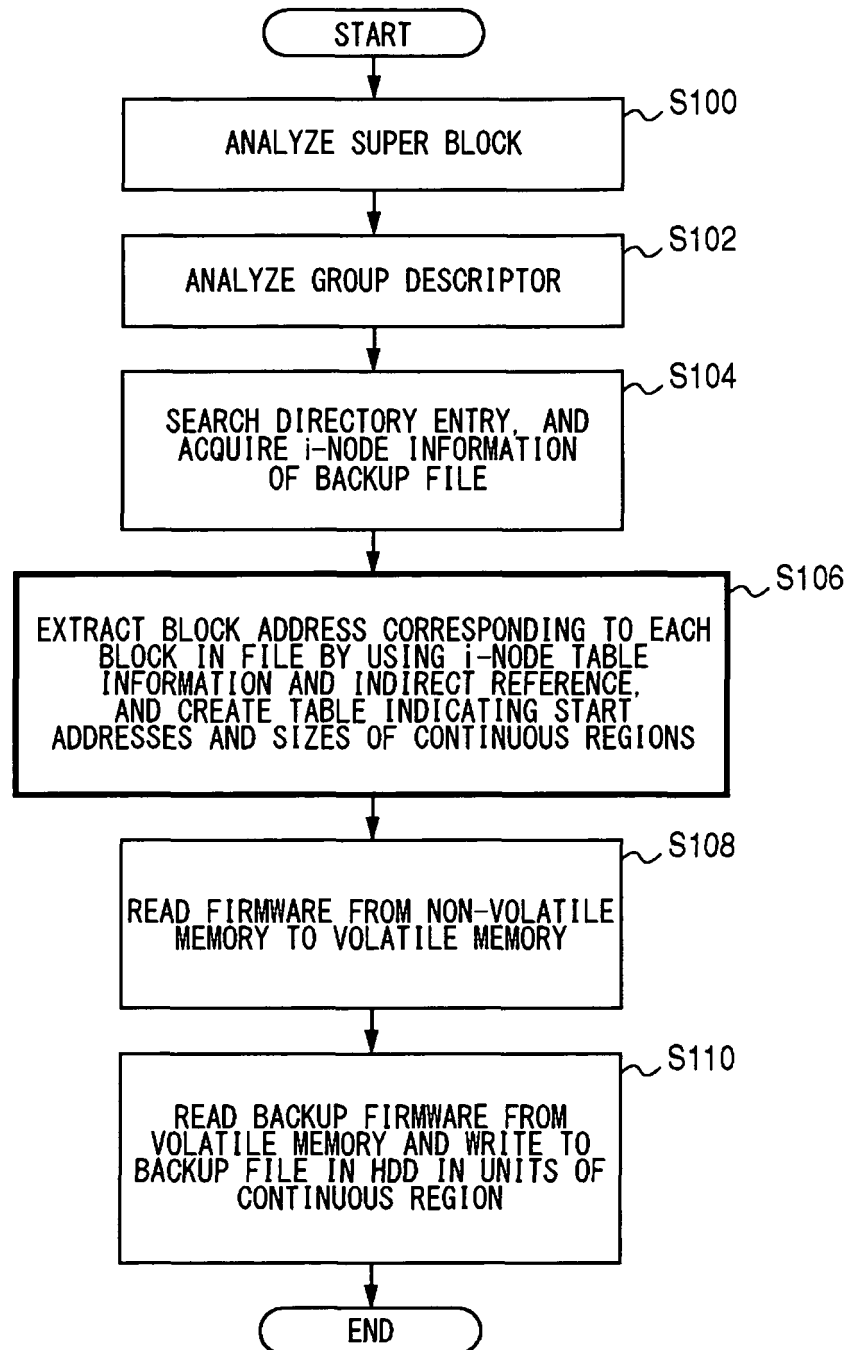 START
S100
ANALYZE SUPER BLOCK
S102
ANALYZE GROUP DESCRIPTOR
S104
SEARCH DIRECTORY ENTRY, AND
ACQUIRE i-NODE INFORMATION
OF BACKUP FILE
S106
EXTRACT BLOCK ADDRESS CORRESPONDING TO EACH
BLOCK IN FILE BY USING i-NODE TABLE
INFORMATION AND INDIRECT REFERENCE,
AND CREATE TABLE INDICATING START
ADDRESSES AND SIZES OF CONTINUOUS REGIONS
S108
READ FIRMWARE FROM NON-VOLATILE
MEMORY TO VOLATILE MEMORY
S110
READ BACKUP FIRMWARE FROM
VOLATILE MEMORY AND WRITE TO
BACKUP FILE IN HDD IN UNITS OF
CONTINUOUS REGION
END